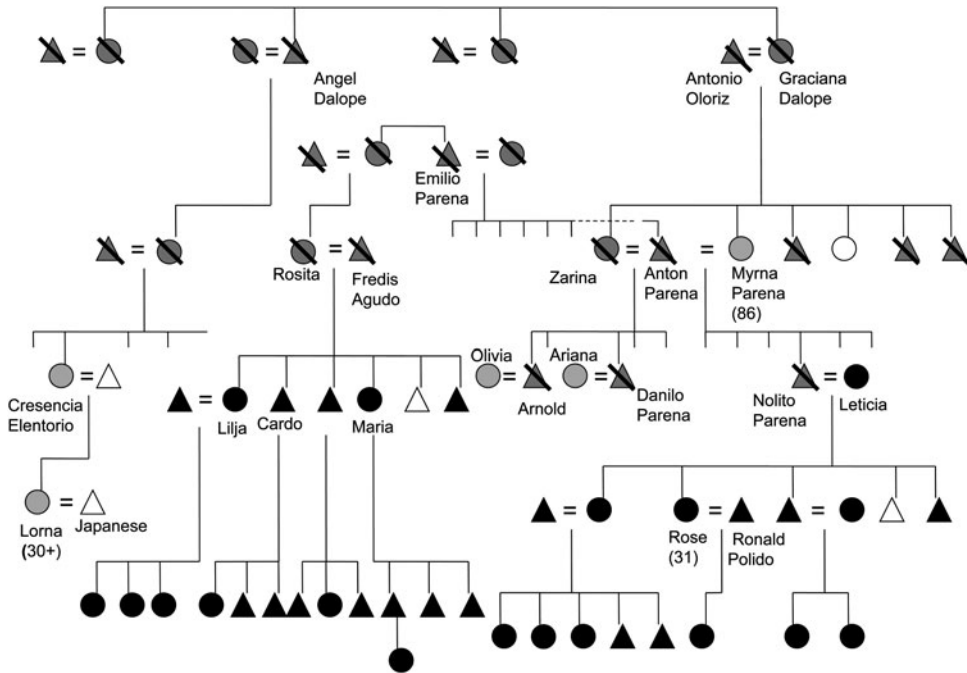 Angel
Dalope
Antonio
Oloriz
Graciana
Dalope
Emilio
Parena
Rosita
Fredis
Agudo
Zarina
Anton
Parena
Myrna
Parena
(86)
Cresencia
Elentorio
Lilja
Cardo
Maria
Olivia
Arnold
Ariana
Danilo
Parena
Nolito
Parena
Leticia
Lorna
(30+)
Japanese
Rose
(31)
Ronald
Polido